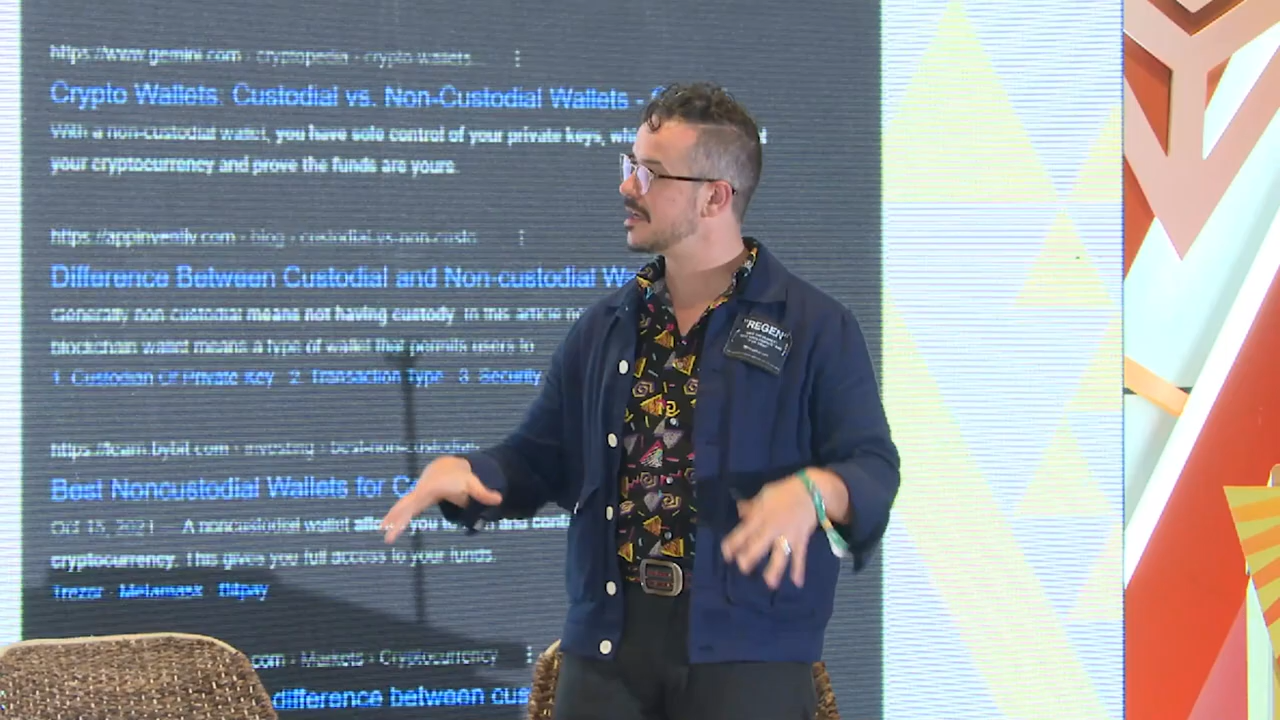 https://www.gemini.com › cryptopedia › crypto-wallets...
Crypto Wallets: Custodial vs. Non-Custodial Wallets -
With a non-custodial wallet, you have sole control of your private keys,
your cryptocurrency and prove the funds are yours.
https://appinventiv.com › blog › custodial-vs-non-custo
Difference Between Custodial and Non-custodial
Generally non custodial means not having custody. In this article
blockchain wallet means a type of wallet that permits users to
1. Custodian Of Private Key · 2. Transaction Type · 3. Security
https://learn.bybit.com › investing › best-non-custodial-
Best Noncustodial Wallets for
Oct 15, 2021 — A noncustodial wallet and
cryptocurrency. This gives you full access to your funds.
Trezor · Metamask · Bitpay
.com › Markets › Cryptocurrency
difference between
"REGEN"